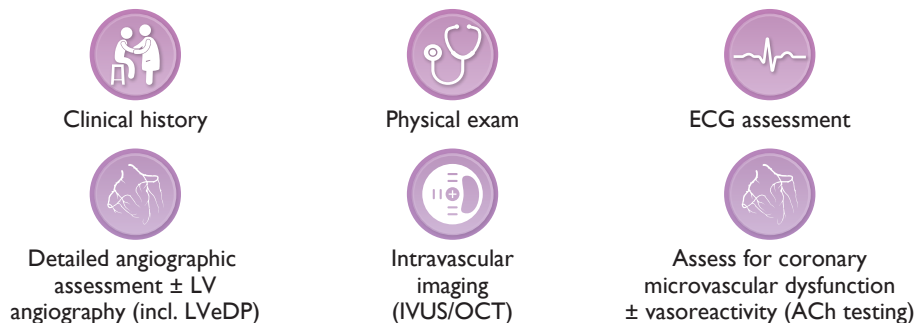 Clinical history
Physical exam
ECG assessment
Detailed angiographic
assessment ± LV
angiography (incl. LVeDP)
Intravascular
imaging
(IVUS/OCT)
Assess for coronary
microvascular dysfunction
± vasoreactivity (ACh testing)